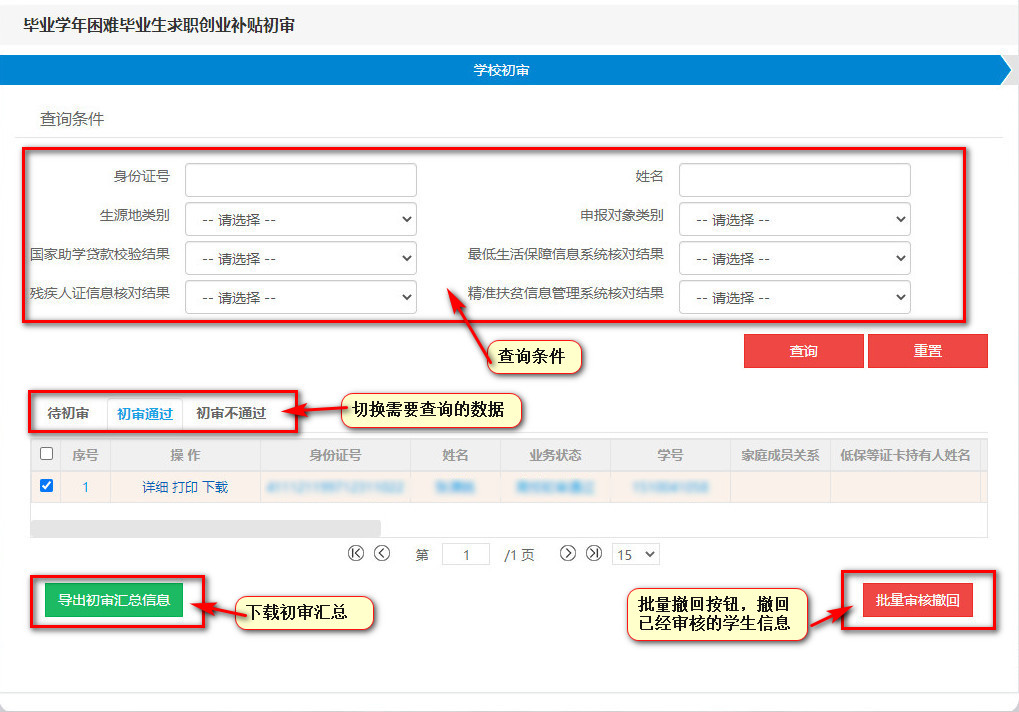 毕业学年困难毕业生求职创业补贴初审
学校初审
查询条件
身份证号 姓名
生源地类别 -- 请选择 -- 申报对象类别 -- 请选择 --
国家助学贷款校验结果 -- 请选择 -- 最低生活保障信息系统核对结果 -- 请选择 --
残疾人证信息核对结果 -- 请选择 -- 精准扶贫信息管理系统核对结果 -- 请选择 --
查询条件
查询 重置
待初审 初审通过 初审不通过 切换需要查询的数据
序号 操 作 身份证号 姓名 业务状态 学号 家庭成员关系 低保等证卡持有人姓名
1 详细 打印 下载
第 1 /1 页 15
导出初审汇总信息 下载初审汇总
批量撤回按钮，撤回
已经审核的学生信息
批量审核撤回